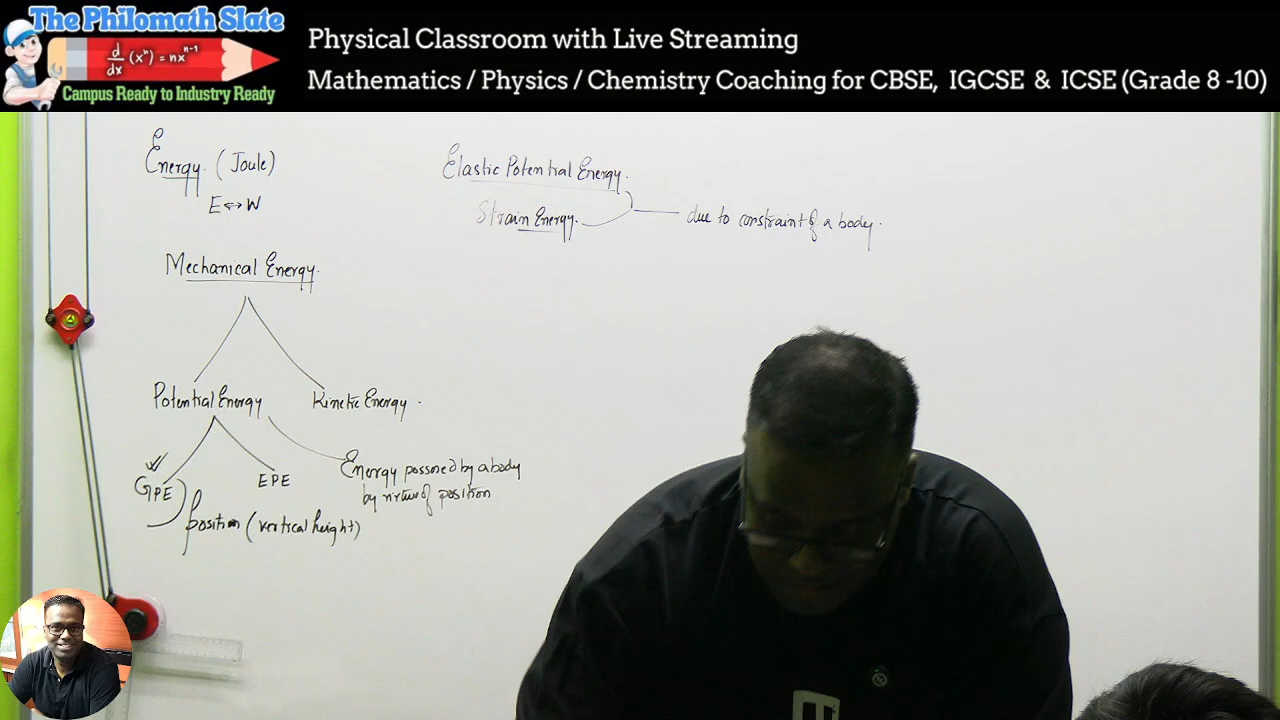 The Philomath Slate
d/dx (xⁿ) = nxⁿ⁻¹
Campus Ready to Industry Ready
Physical Classroom with Live Streaming
Mathematics / Physics / Chemistry Coaching for CBSE, IGCSE & ICSE (Grade 8 -10)
Energy. (Joule)
E↔W
Mechanical Energy.
Potential Energy
Kinetic Energy.
GPE
EPE
Energy possessed by a body
by virtue of position
position (vertical height)
Elastic Potential Energy.
Strain Energy.
due to constraint of a body.